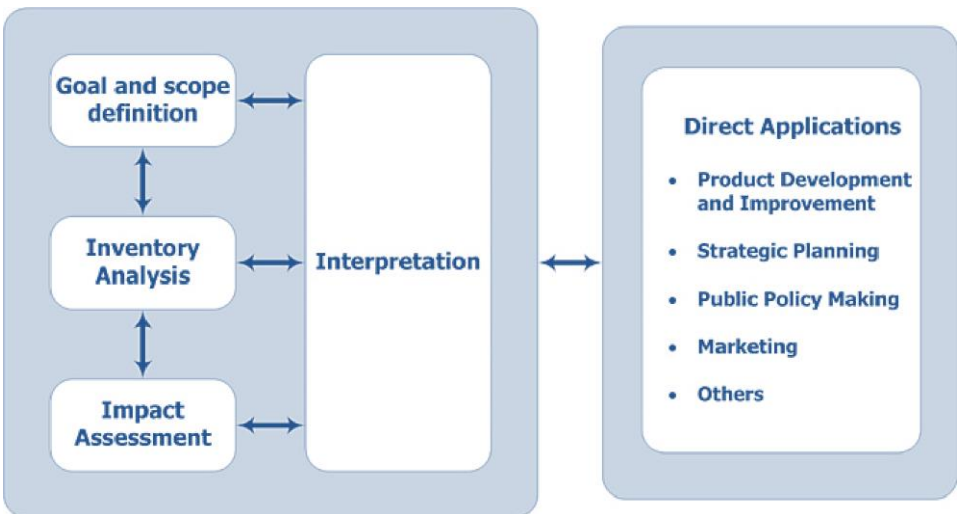 Goal and scope
definition
Inventory
Analysis
Impact
Assessment
Interpretation
Direct Applications
• Product Development
and Improvement
• Strategic Planning
• Public Policy Making
• Marketing
• Others